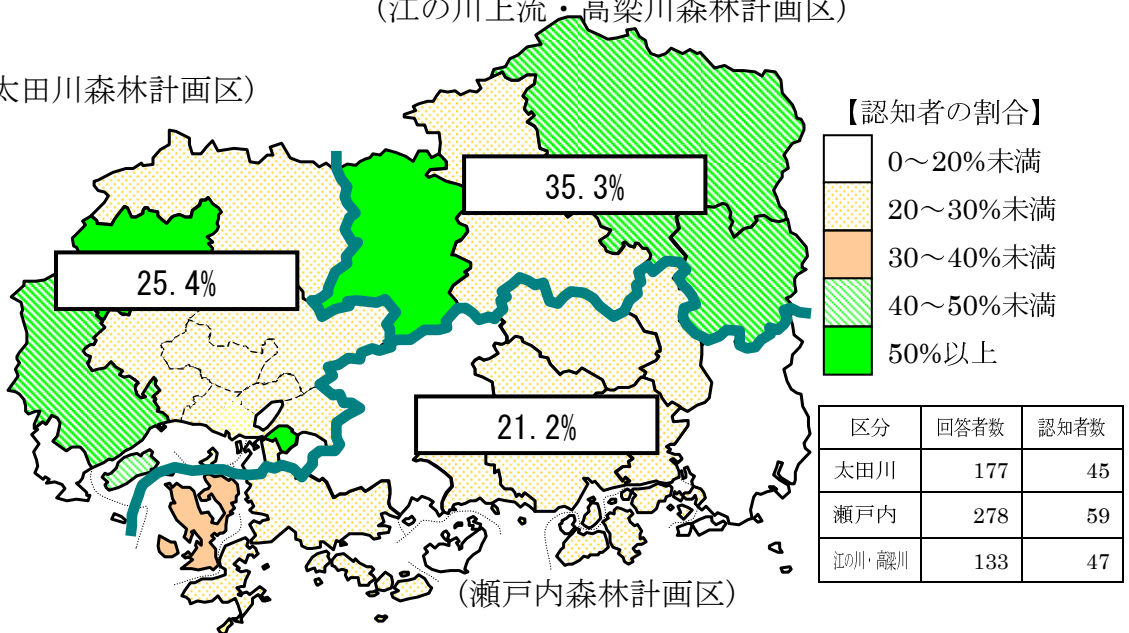 (江の川上流・高梁川森林計画区)
太田川森林計画区)
35.3%
25.4%
21.2%
(瀬戸内森林計画区)
【認知者の割合】
0～20%未満
20～30%未満
30～40%未満
40～50%未満
50%以上
区分 回答者数 認知者数
太田川 177 45
瀬戸内 278 59
江の川・高梁川 133 47